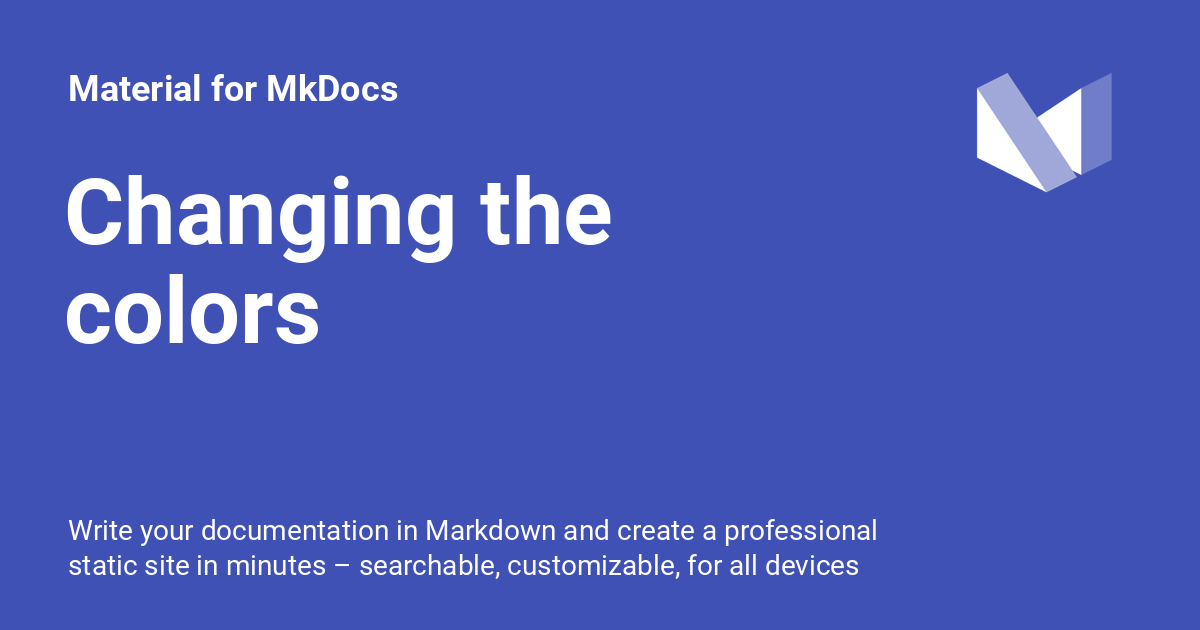 Material for MkDocs
Changing the
colors
Write your documentation in Markdown and create a professional
static site in minutes – searchable, customizable, for all devices